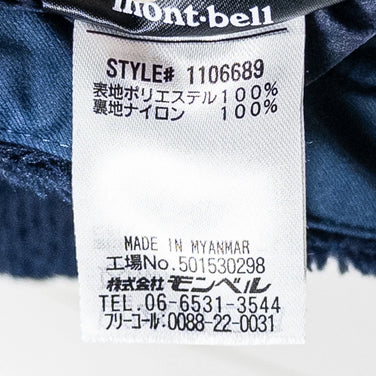 mont-bell
STYLE# 1106689
表地ポリエステル100%
裏地ナイロン 100%
MADE IN MYANMAR
工場No.501530298
株式会社モンベル
TEL.06-6531-3544
フリーコール:0088-22-0031